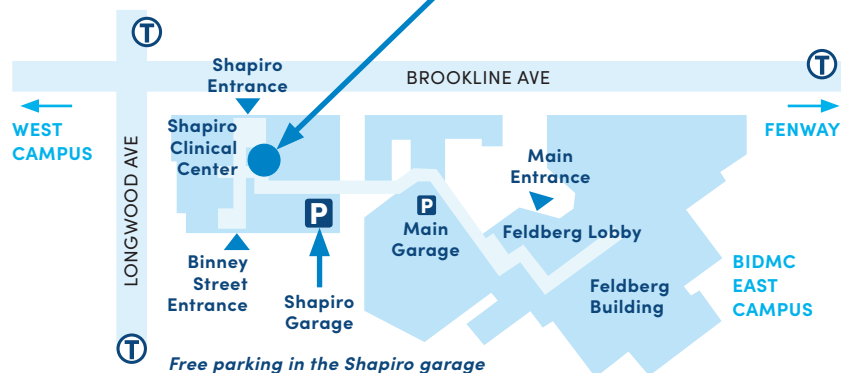 T
T
Shapiro
Entrance
BROOKLINE AVE
WEST
CAMPUS
FENWAY
Shapiro
Clinical
Center
LONGWOOD AVE
Main
Entrance
P
P
Main
Garage
Feldberg Lobby
Binney
Street
Entrance
Shapiro
Garage
Feldberg
Building
BIDMC
EAST
CAMPUS
T
Free parking in the Shapiro garage